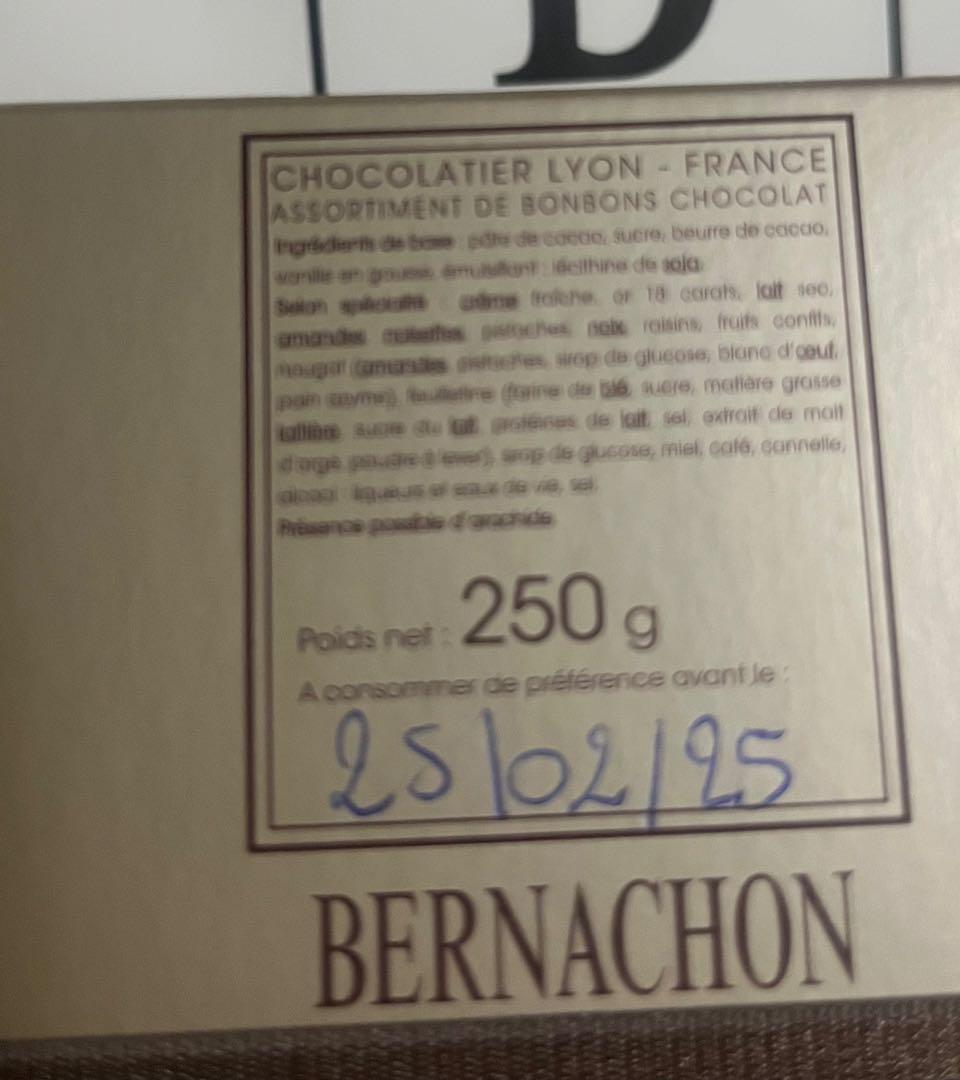 D
CHOCOLATIER LYON - FRANCE
ASSORTIMENT DE BONBONS CHOCOLAT
Ingrédients de base : pâte de cacao, sucre, beurre de cacao,
vanille en gousse, émulsifiant : lécithine de soja.
Selon spécialité : crème fraîche, or 18 carats, lait sec,
amandes, noisettes, pistaches, noix, raisins, fruits confits,
nougat (amandes, pistaches, sirop de glucose, blanc d'oeuf,
pain azyme), feuilletine (farine de blé, sucre, matière grasse
laitière, sucre du lait, protéines de lait, sel, extrait de malt
d'orge, poudre à lever), sirop de glucose, miel, café, cannelle,
alcool : liqueurs et eaux de vie, sel.
Présence possible d'arachide
Poids net : 250 g
A consommer de préférence avant le :
25/02/25
BERNACHON